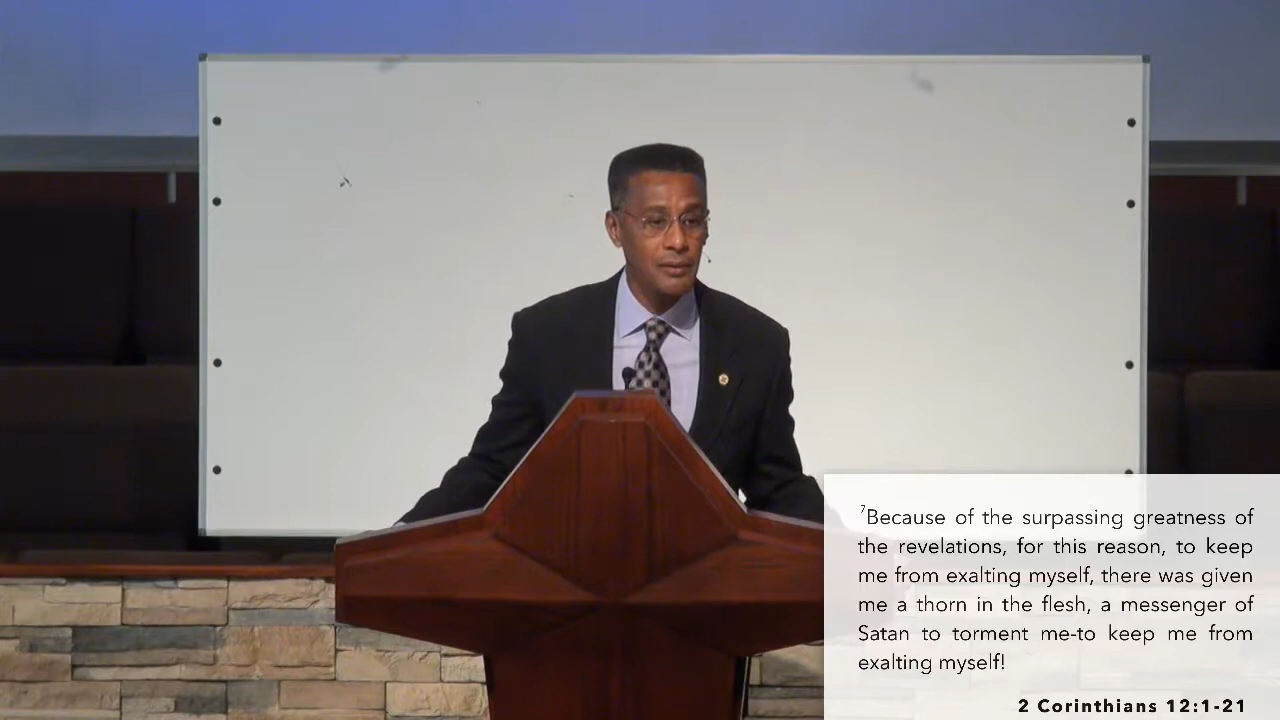 ⁷Because of the surpassing greatness of
the revelations, for this reason, to keep
me from exalting myself, there was given
me a thorn in the flesh, a messenger of
Satan to torment me-to keep me from
exalting myself!
2 Corinthians 12:1-21